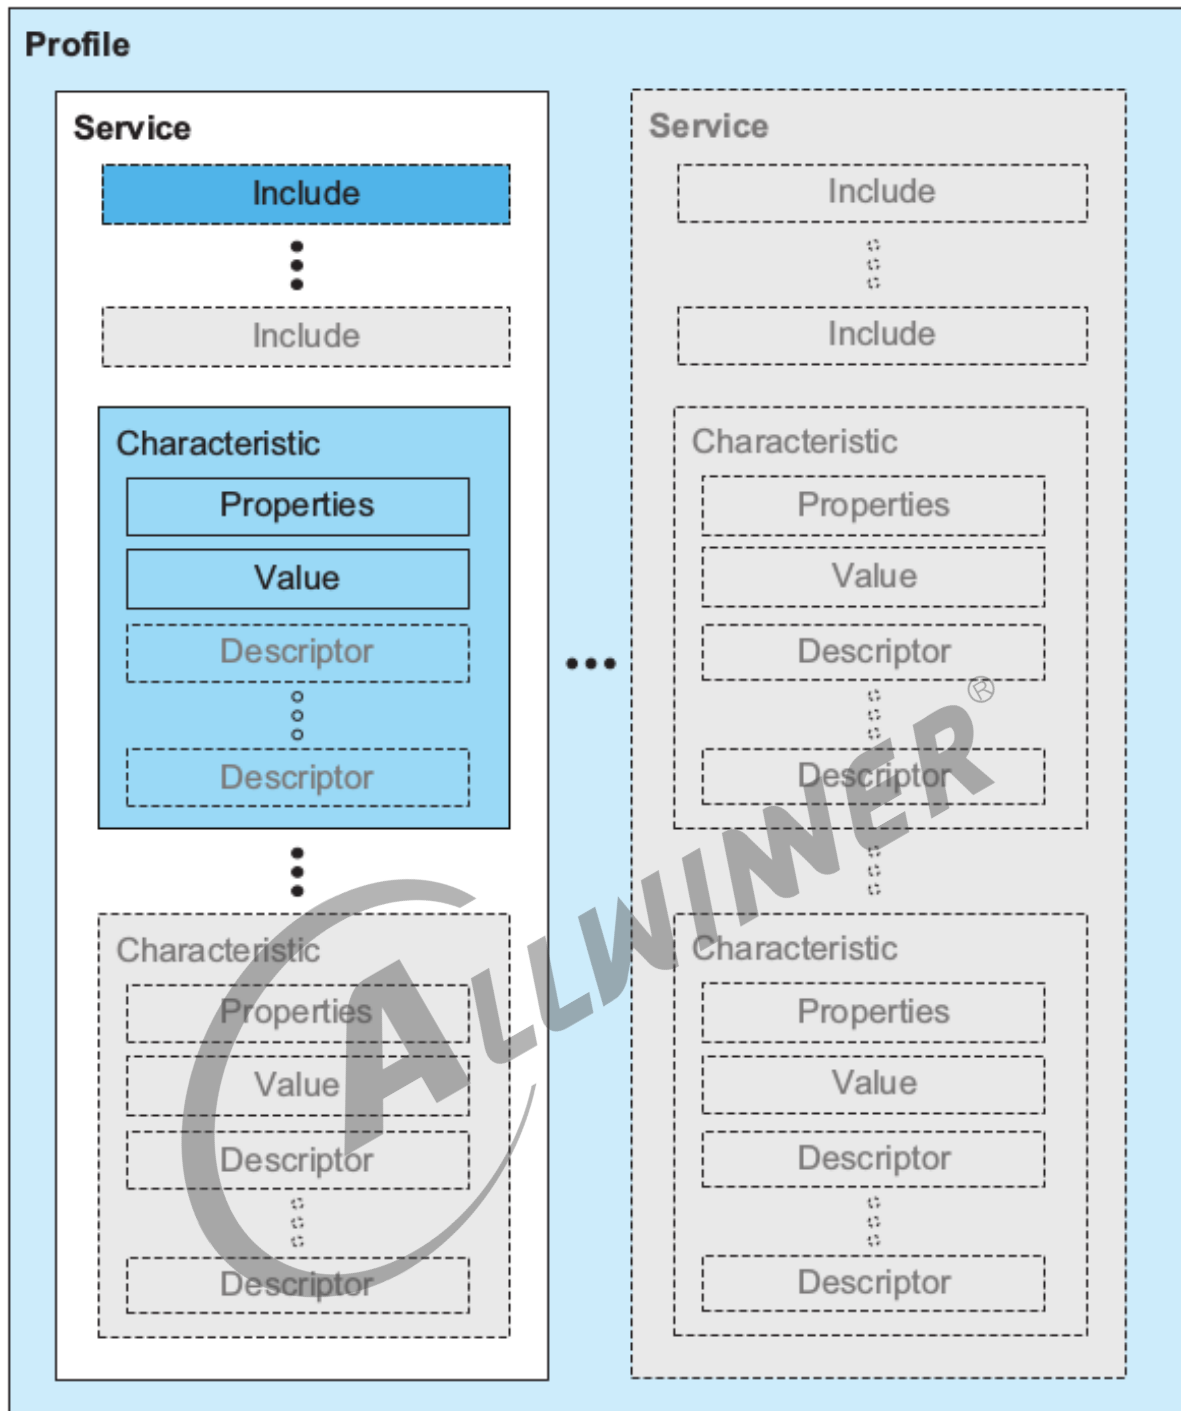 Profile
Service
Include
Include
Characteristic
Properties
Value
Descriptor
Descriptor
Characteristic
Properties
Value
Descriptor
Descriptor
Service
Include
Include
Characteristic
Properties
Value
Descriptor
Descriptor
Characteristic
Properties
Value
Descriptor
Descriptor
ALLWINNER®